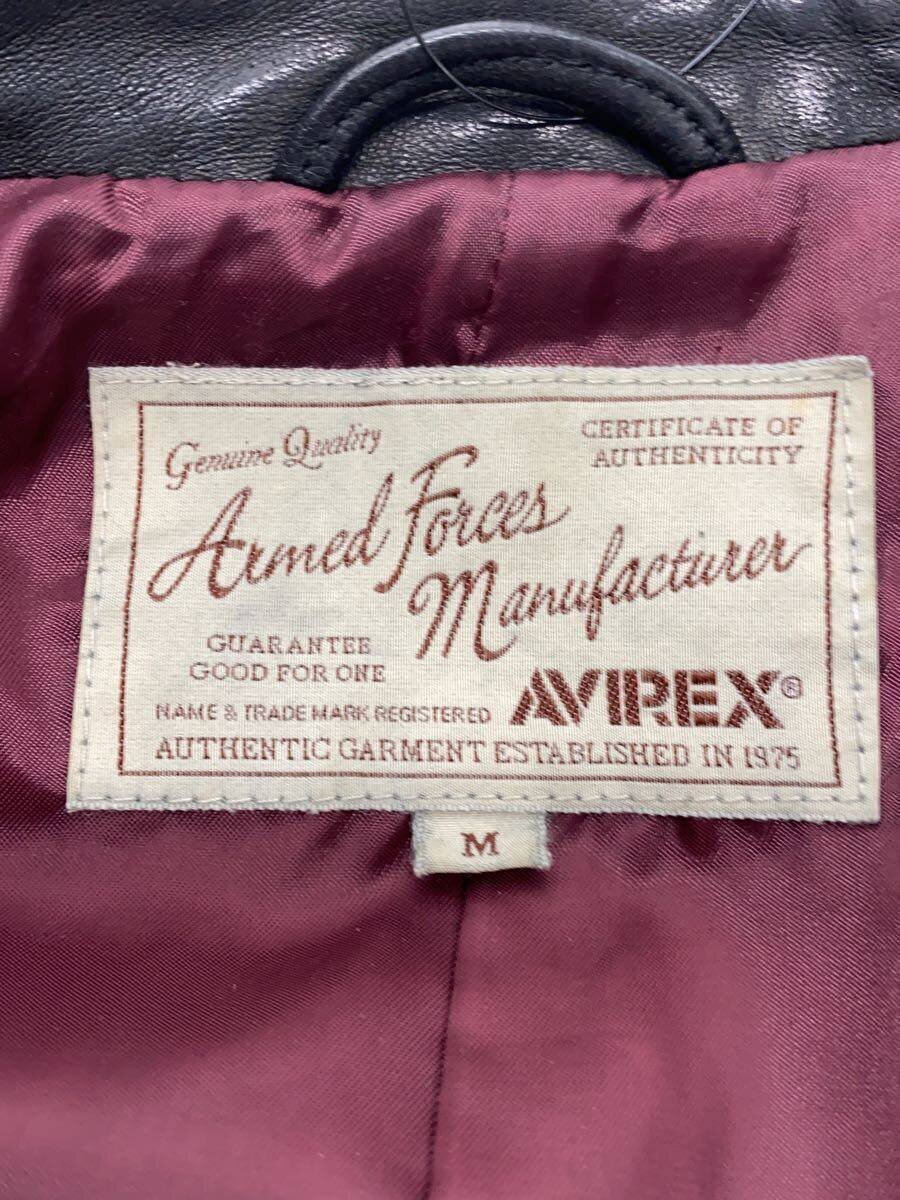 Genuine Quality
CERTIFICATE OF
AUTHENTICITY
Armed Forces
Manufacturer
GUARANTEE
GOOD FOR ONE
NAME & TRADE MARK REGISTERED
AVIREX®
AUTHENTIC GARMENT ESTABLISHED IN 1975
M